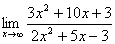 lim x→∞ (3x² + 10x + 3)/(2x² + 5x − 3)